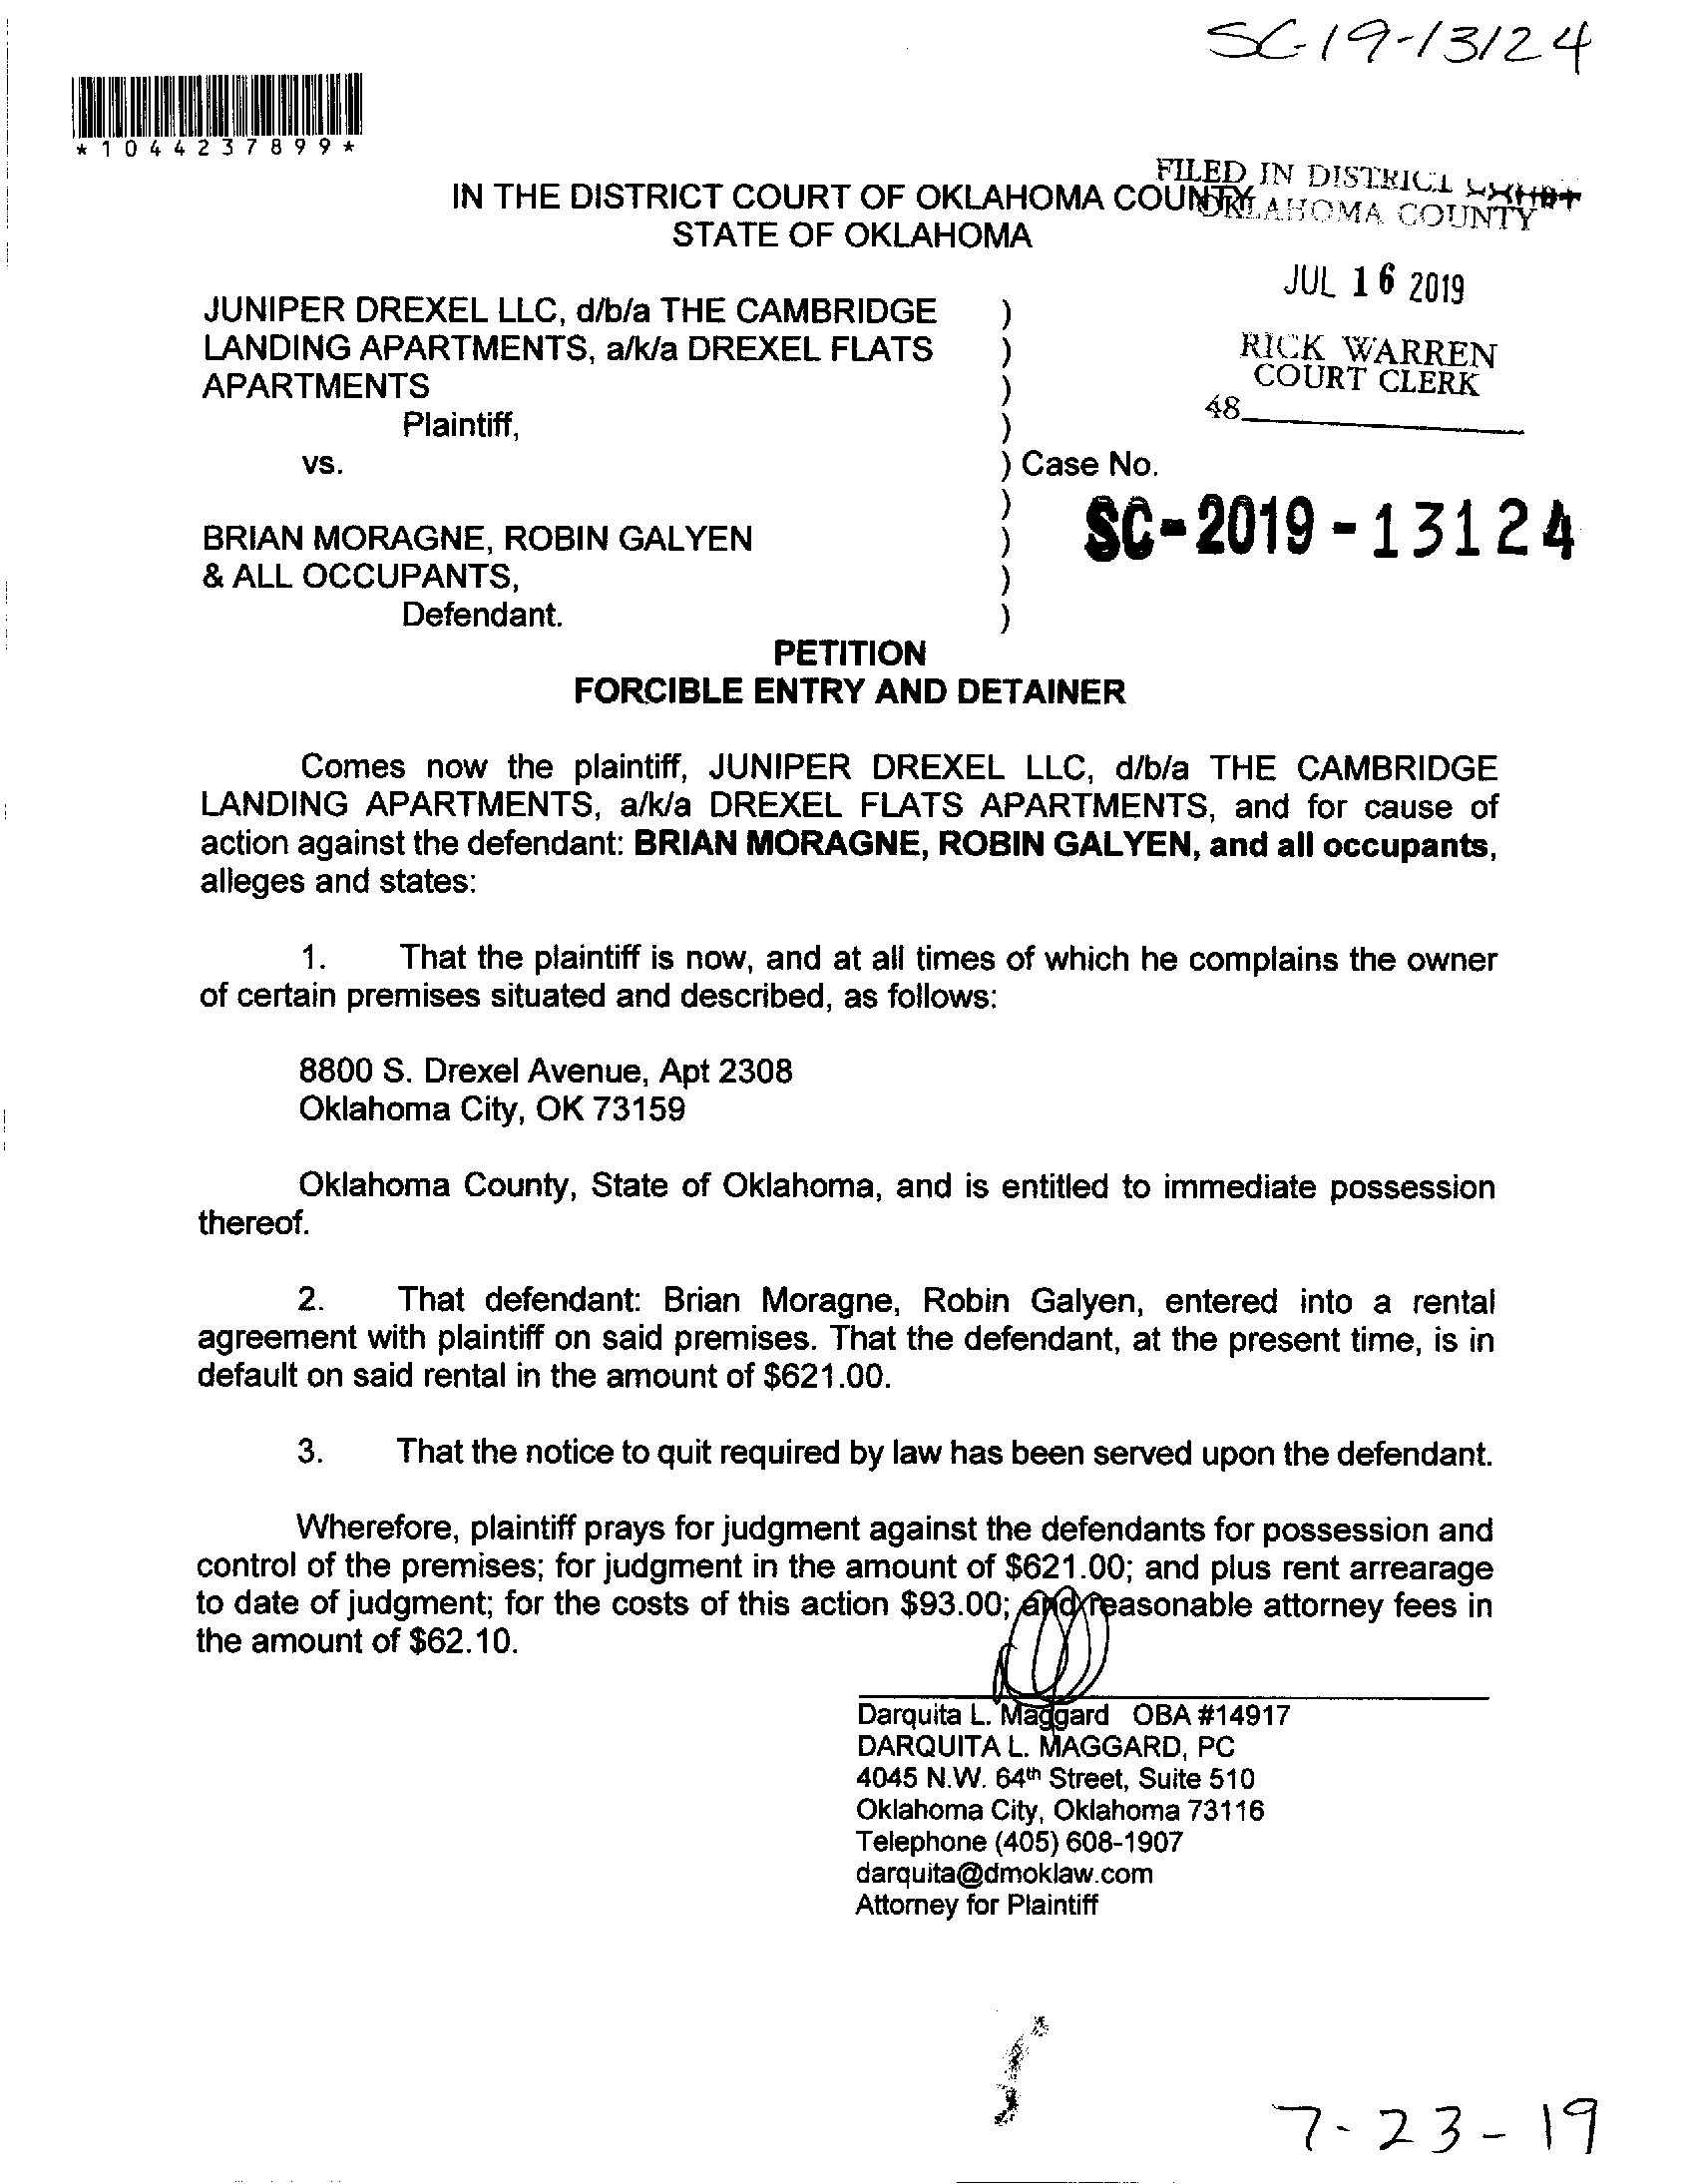 SC-19-13124
*1044237899*
FILED IN DISTRICT COURT
OKLAHOMA COUNTY
IN THE DISTRICT COURT OF OKLAHOMA COUNTY
STATE OF OKLAHOMA
JUL 16 2019
RICK WARREN
COURT CLERK
48
JUNIPER DREXEL LLC, d/b/a THE CAMBRIDGE )
LANDING APARTMENTS, a/k/a DREXEL FLATS )
APARTMENTS )
Plaintiff, )
vs. ) Case No.
)
SC-2019-13124
BRIAN MORAGNE, ROBIN GALYEN )
& ALL OCCUPANTS, )
Defendant. )
PETITION
FORCIBLE ENTRY AND DETAINER
Comes now the plaintiff, JUNIPER DREXEL LLC, d/b/a THE CAMBRIDGE
LANDING APARTMENTS, a/k/a DREXEL FLATS APARTMENTS, and for cause of
action against the defendant: BRIAN MORAGNE, ROBIN GALYEN, and all occupants,
alleges and states:
1. That the plaintiff is now, and at all times of which he complains the owner
of certain premises situated and described, as follows:
8800 S. Drexel Avenue, Apt 2308
Oklahoma City, OK 73159
Oklahoma County, State of Oklahoma, and is entitled to immediate possession
thereof.
2. That defendant: Brian Moragne, Robin Galyen, entered into a rental
agreement with plaintiff on said premises. That the defendant, at the present time, is in
default on said rental in the amount of $621.00.
3. That the notice to quit required by law has been served upon the defendant.
Wherefore, plaintiff prays for judgment against the defendants for possession and
control of the premises; for judgment in the amount of $621.00; and plus rent arrearage
to date of judgment; for the costs of this action $93.00; and reasonable attorney fees in
the amount of $62.10.
Darquita L. Maggard OBA #14917
DARQUITA L. MAGGARD, PC
4045 N.W. 64th Street, Suite 510
Oklahoma City, Oklahoma 73116
Telephone (405) 608-1907
darquita@dmoklaw.com
Attorney for Plaintiff
7-23-19